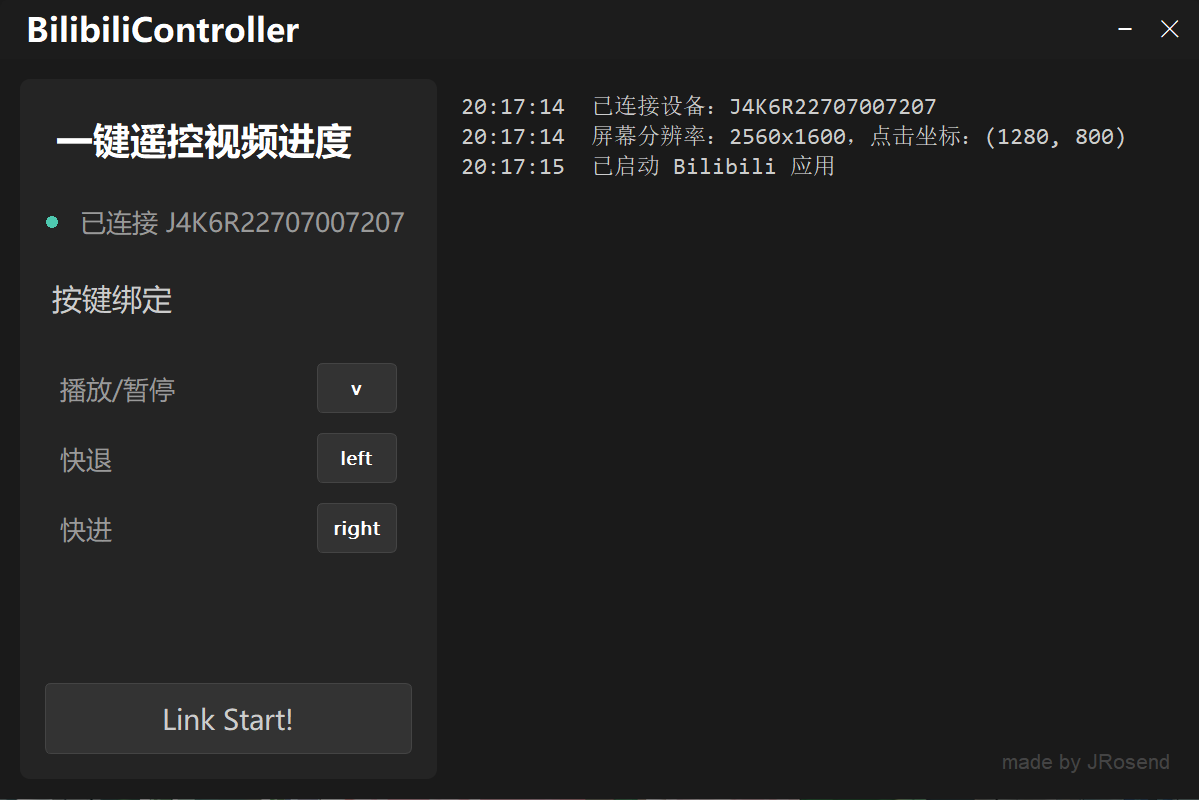 BilibiliController
一键遥控视频进度
已连接 J4K6R22707007207
按键绑定
播放/暂停 v
快退 left
快进 right
Link Start!
20:17:14 已连接设备：J4K6R22707007207
20:17:14 屏幕分辨率：2560x1600，点击坐标：(1280, 800)
20:17:15 已启动 Bilibili 应用
made by JRosend